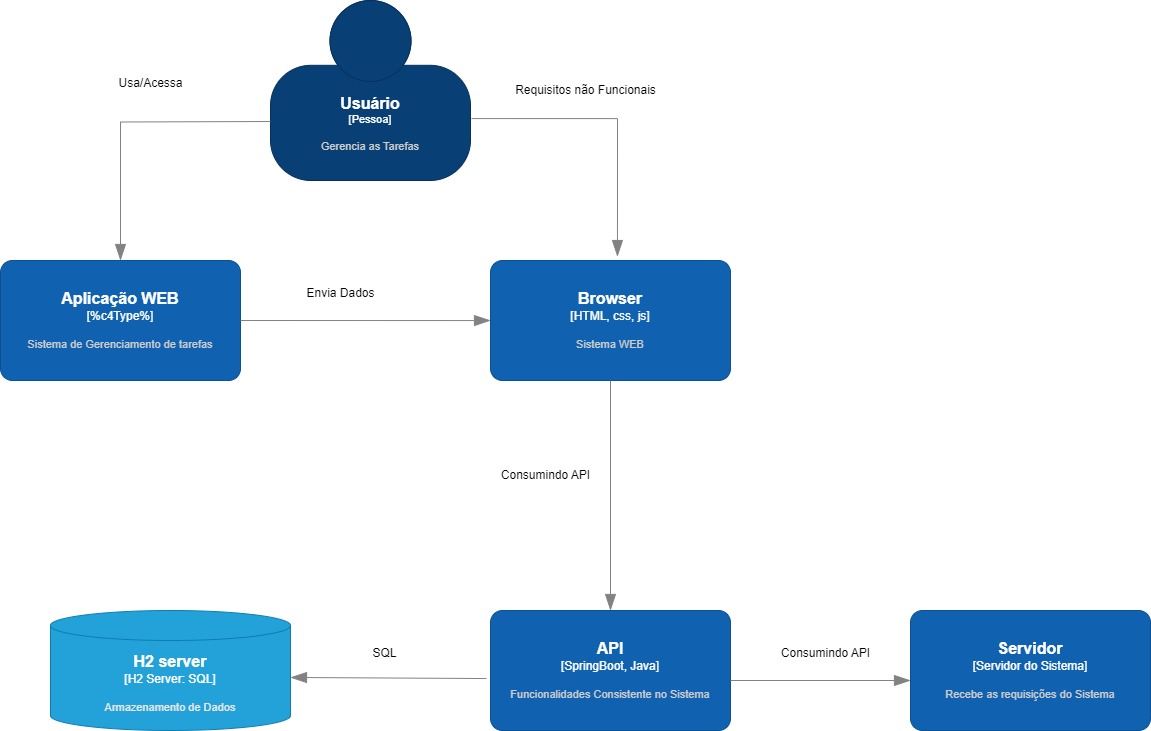 Usa/Acessa
Requisitos não Funcionais
Usuário
[Pessoa]
Gerencia as Tarefas
Aplicação WEB
[%c4Type%]
Sistema de Gerenciamento de tarefas
Envia Dados
Browser
[HTML, css, js]
Sistema WEB
Consumindo API
H2 server
[H2 Server: SQL]
Armazenamento de Dados
SQL
API
[SpringBoot, Java]
Funcionalidades Consistente no Sistema
Consumindo API
Servidor
[Servidor do Sistema]
Recebe as requisições do Sistema